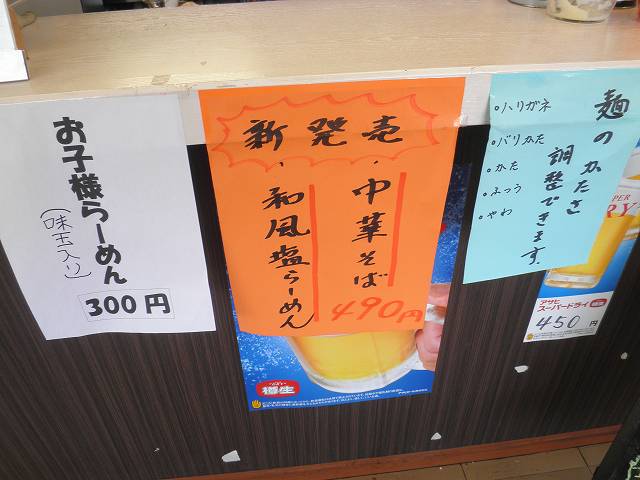 お子様らーめん
(味玉入り)
300円
新発売
・中華そば
・和風塩らーめん
490円
麺のかたさ
調整できます。
・ハリガネ
・バリかた
・かた
・ふつう
・やわ
樽生
アサヒ
スーパードライ
450円